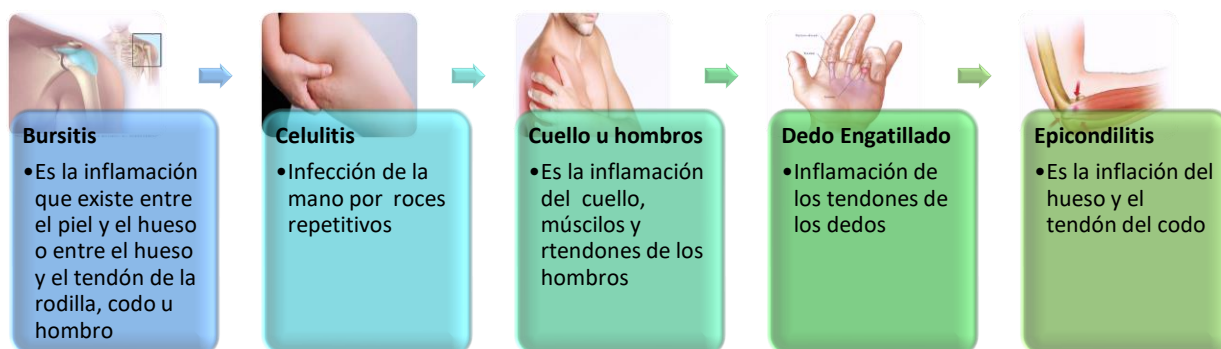 Bursitis
•Es la inflamación
que existe entre
el piel y el hueso
o entre el hueso
y el tendón de la
rodilla, codo u
hombro
Celulitis
•Infección de la
mano por roces
repetitivos
Cuello u hombros
•Es la inflamación
del cuello,
múscilos y
rtendones de los
hombros
Dedo Engatillado
•Inflamación de
los tendones de
los dedos
Epicondilitis
•Es la inflación del
hueso y el
tendón del codo